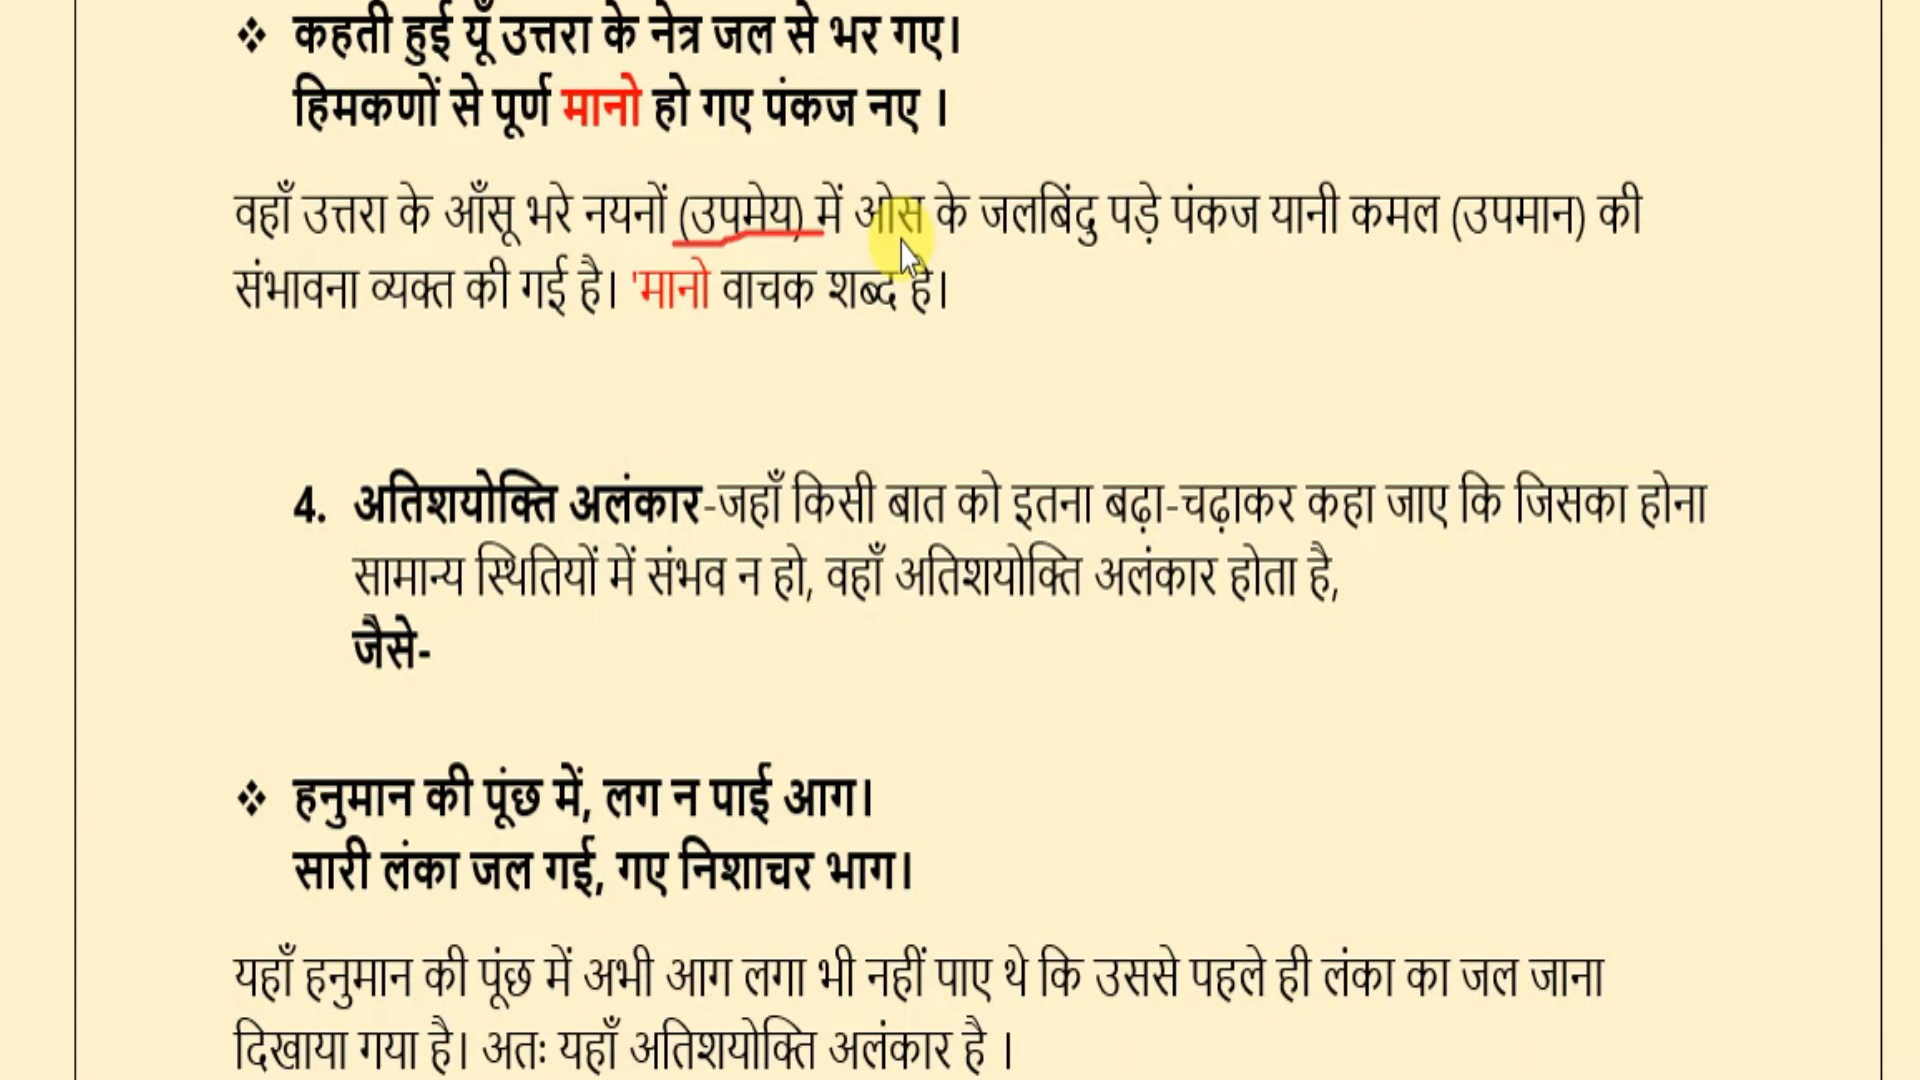 ❖ कहती हुई यूँ उत्तरा के नेत्र जल से भर गए।
हिमकणों से पूर्ण मानो हो गए पंकज नए ।
वहाँ उत्तरा के आँसू भरे नयनों (उपमेय) में ओस के जलबिंदु पड़े पंकज यानी कमल (उपमान) की
संभावना व्यक्त की गई है। 'मानो वाचक शब्द है।
4. अतिशयोक्ति अलंकार-जहाँ किसी बात को इतना बढ़ा-चढ़ाकर कहा जाए कि जिसका होना
सामान्य स्थितियों में संभव न हो, वहाँ अतिशयोक्ति अलंकार होता है,
जैसे-
❖ हनुमान की पूंछ में, लग न पाई आग।
सारी लंका जल गई, गए निशाचर भाग।
यहाँ हनुमान की पूंछ में अभी आग लगा भी नहीं पाए थे कि उससे पहले ही लंका का जल जाना
दिखाया गया है। अतः यहाँ अतिशयोक्ति अलंकार है ।